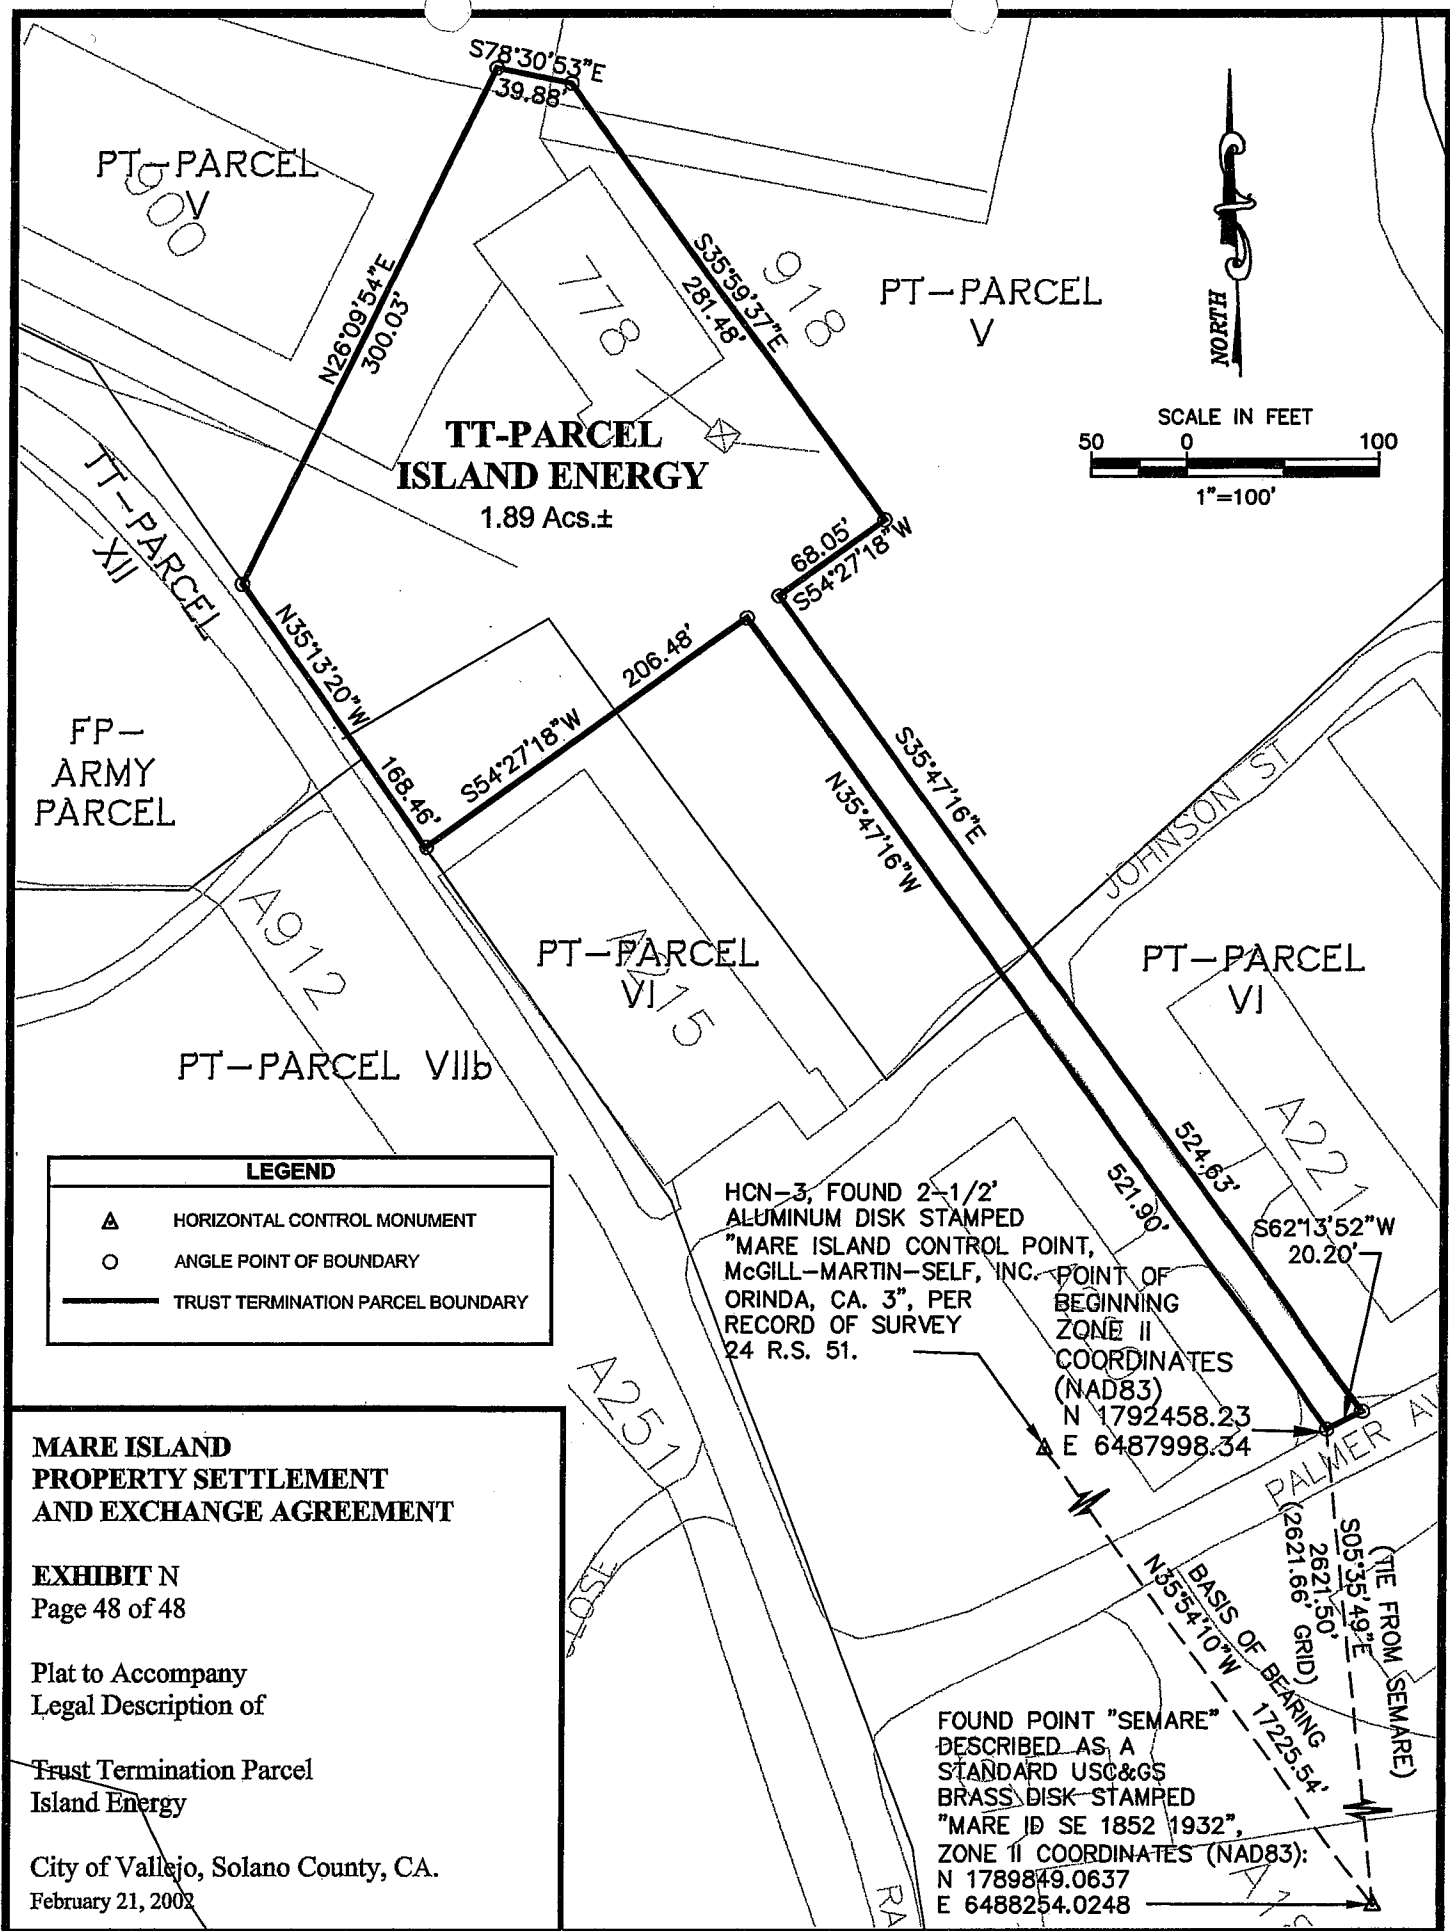 S78°30'53"E
39.88'
PT-PARCEL
V
900
N26°09'54"E
300.03'
778
S35°59'37"E
281.48'
918
PT-PARCEL
V
NORTH
SCALE IN FEET
50 0 100
1"=100'
TT-PARCEL
ISLAND ENERGY
1.89 Acs.±
TT-PARCEL
XII
68.05'
S54°27'18"W
N35°13'20"W
168.46'
206.48'
S54°27'18"W
FP-
ARMY
PARCEL
S35°47'16"E
N35°47'16"W
JOHNSON ST
A912
PT-PARCEL
VI
A215
PT-PARCEL
VI
PT-PARCEL VIIb
A221
524.63'
521.90'
S62°13'52"W
20.20'
LEGEND
HORIZONTAL CONTROL MONUMENT
ANGLE POINT OF BOUNDARY
TRUST TERMINATION PARCEL BOUNDARY
HCN-3, FOUND 2-1/2'
ALUMINUM DISK STAMPED
"MARE ISLAND CONTROL POINT,
McGILL-MARTIN-SELF, INC.
ORINDA, CA. 3", PER
RECORD OF SURVEY
24 R.S. 51.
POINT OF
BEGINNING
ZONE II
COORDINATES
(NAD83)
N 1792458.23
E 6487998.34
A251
PALMER AV
MARE ISLAND
PROPERTY SETTLEMENT
AND EXCHANGE AGREEMENT
EXHIBIT N
Page 48 of 48
Plat to Accompany
Legal Description of
Trust Termination Parcel
Island Energy
City of Vallejo, Solano County, CA.
February 21, 2002
(TIE FROM SEMARE)
S05°35'49"E
2621.50'
(2621.66' GRID)
BASIS OF BEARING
N35°54'10"W 17225.54'
FOUND POINT "SEMARE"
DESCRIBED AS A
STANDARD USC&GS
BRASS DISK STAMPED
"MARE ID SE 1852 1932",
ZONE II COORDINATES (NAD83):
N 1789849.0637
E 6488254.0248
RA